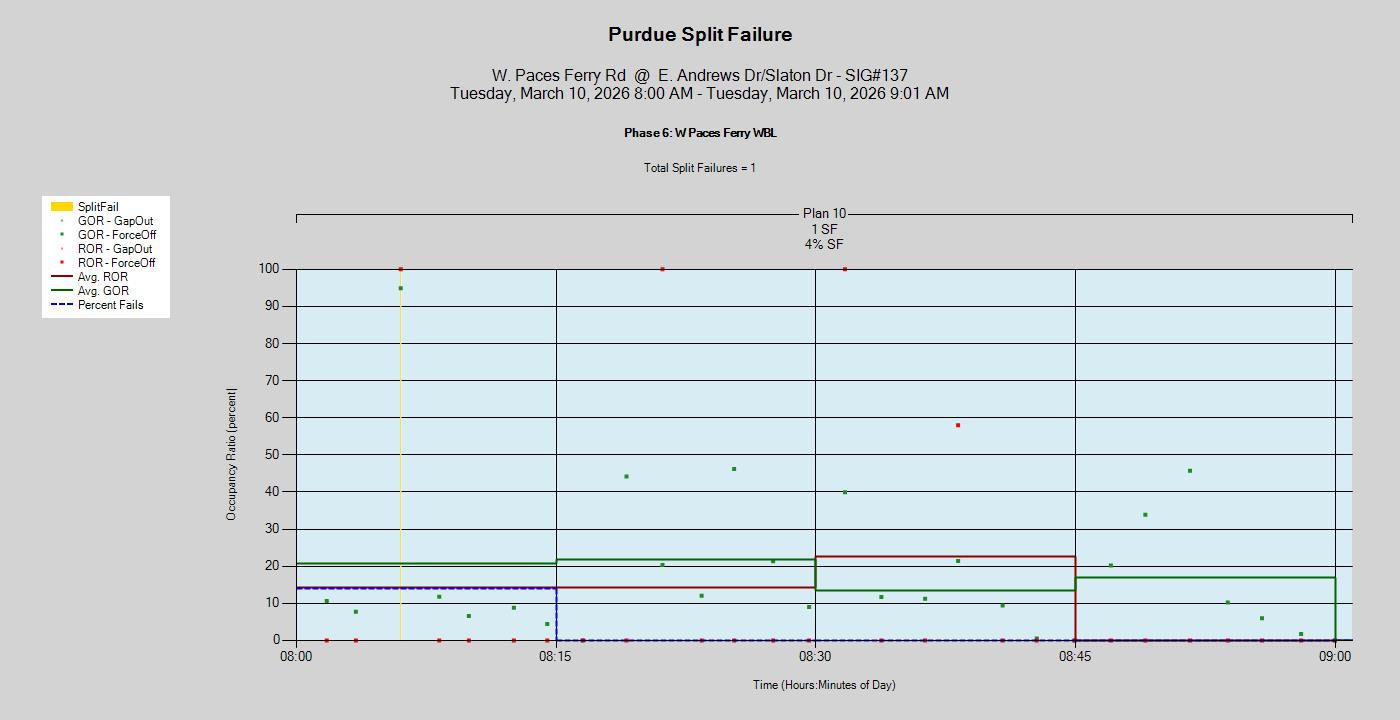 Purdue Split Failure
W. Paces Ferry Rd @ E. Andrews Dr/Slaton Dr - SIG#137
Tuesday, March 10, 2026 8:00 AM - Tuesday, March 10, 2026 9:01 AM
Phase 6: W Paces Ferry WBL
Total Split Failures = 1
SplitFail
GOR - GapOut
GOR - ForceOff
ROR - GapOut
ROR - ForceOff
Avg. ROR
Avg. GOR
Percent Fails
Plan 10
1 SF
4% SF
Occupancy Ratio (percent)
100
90
80
70
60
50
40
30
20
10
0
08:00
08:15
08:30
08:45
09:00
Time (Hours:Minutes of Day)